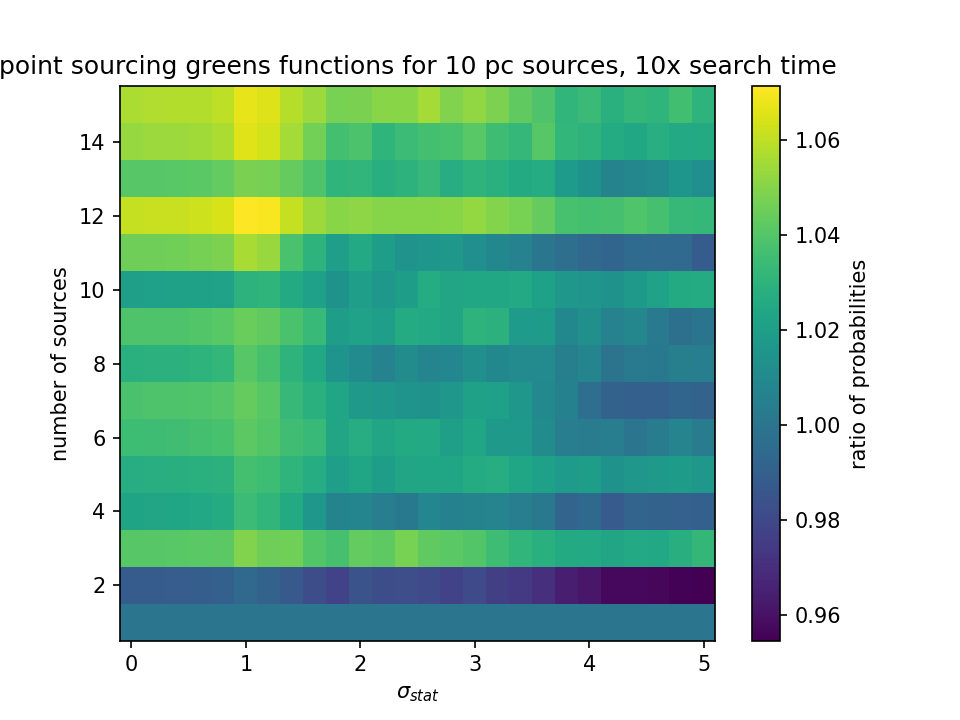 point sourcing greens functions for 10 pc sources, 10x search time
14
12
10
8
6
4
2
number of sources
0 1 2 3 4 5
σstat
1.06
1.04
1.02
1.00
0.98
0.96
ratio of probabilities